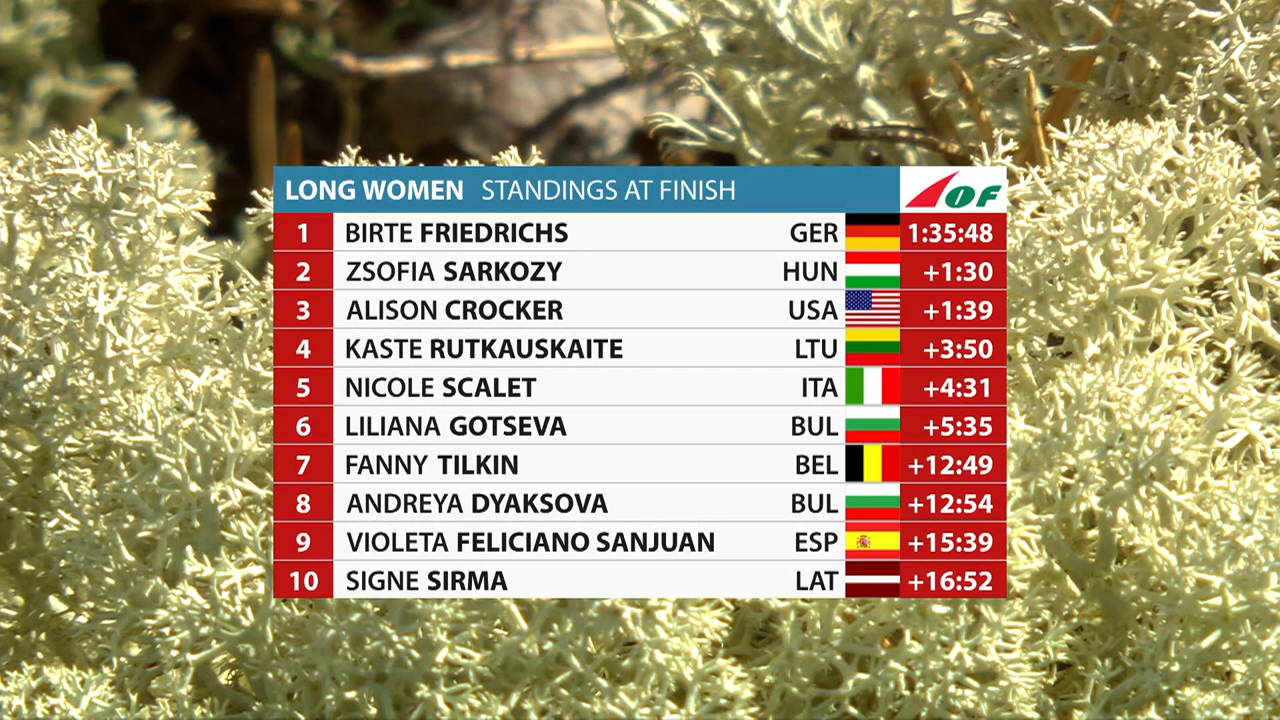 LONG WOMEN STANDINGS AT FINISH IOF
1 BIRTE FRIEDRICHS GER 1:35:48
2 ZSOFIA SARKOZY HUN +1:30
3 ALISON CROCKER USA +1:39
4 KASTE RUTKAUSKAITE LTU +3:50
5 NICOLE SCALET ITA +4:31
6 LILIANA GOTSEVA BUL +5:35
7 FANNY TILKIN BEL +12:49
8 ANDREYA DYAKSOVA BUL +12:54
9 VIOLETA FELICIANO SANJUAN ESP +15:39
10 SIGNE SIRMA LAT +16:52